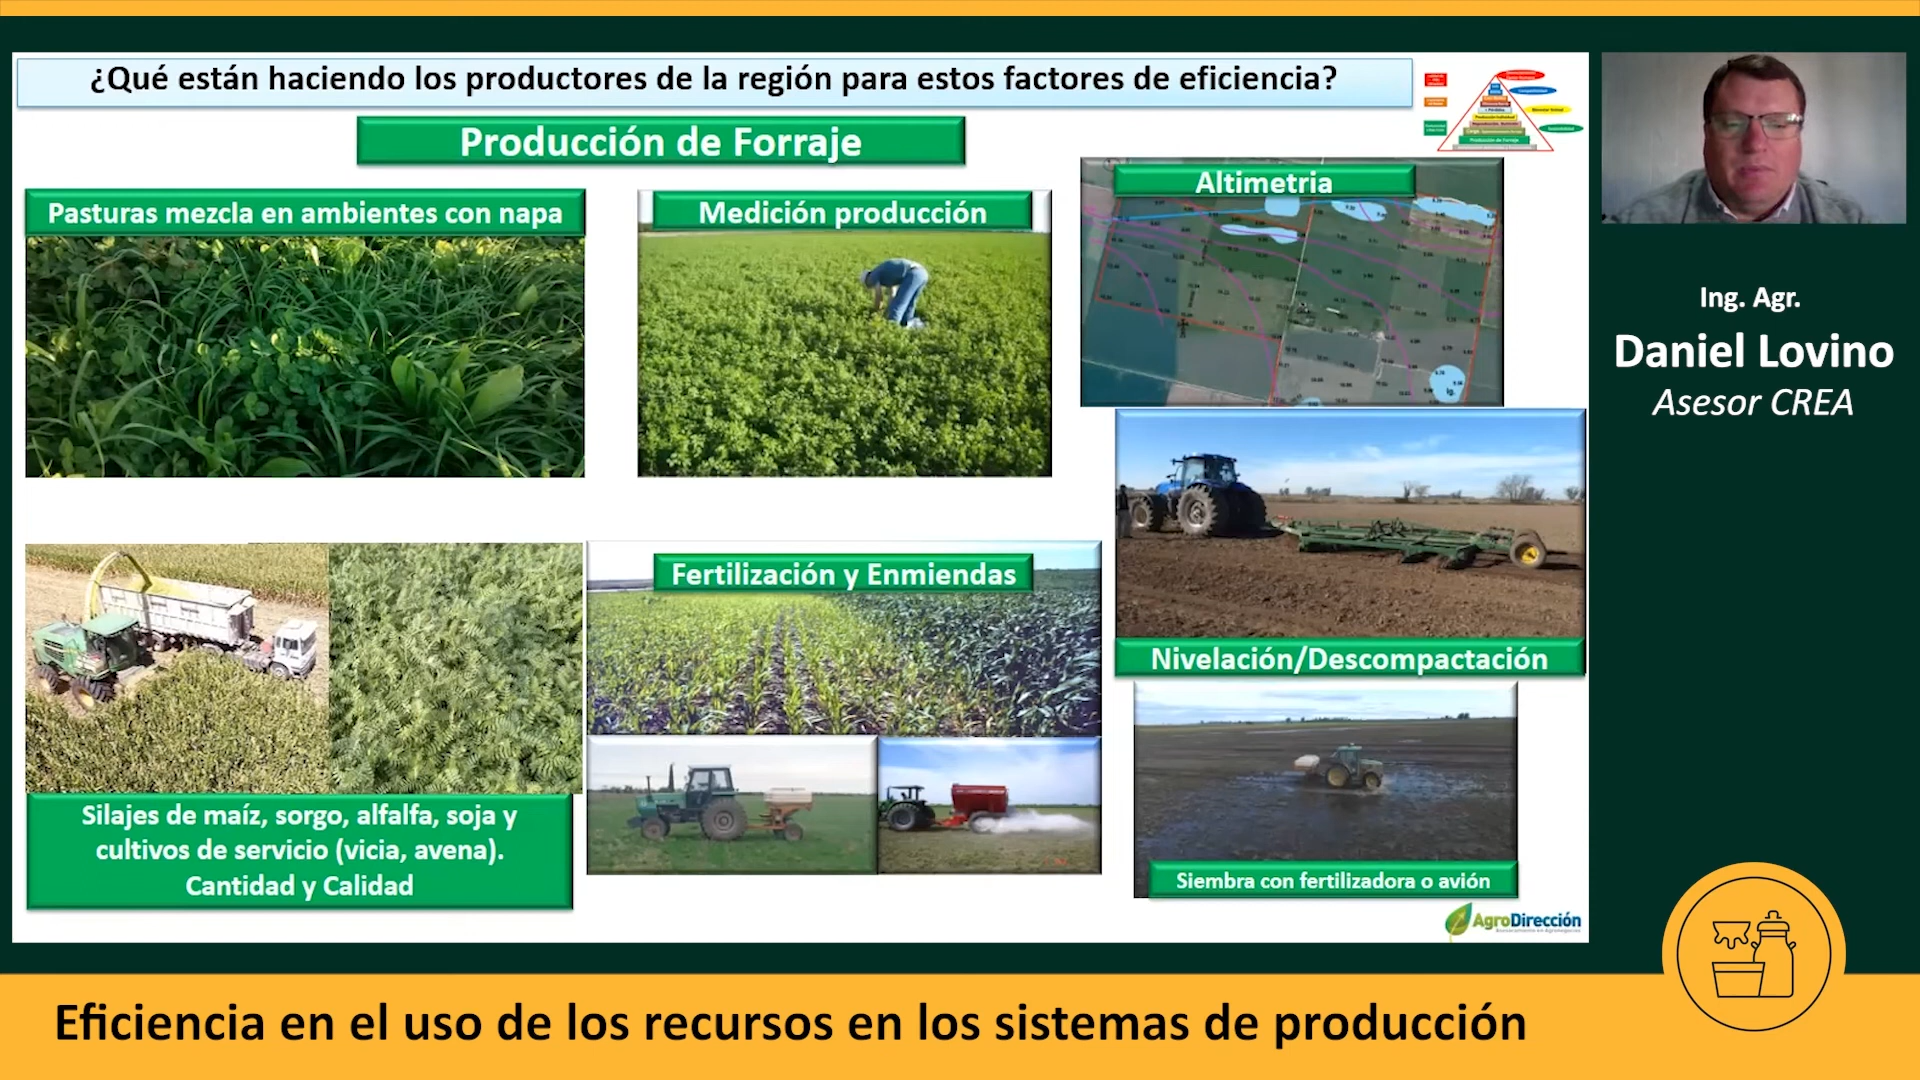 ¿Qué están haciendo los productores de la región para estos factores de eficiencia?
Producción de Forraje
Pasturas mezcla en ambientes con napa
Medición producción
Altimetria
Fertilización y Enmiendas
Nivelación/Descompactación
Silajes de maíz, sorgo, alfalfa, soja y
cultivos de servicio (vicia, avena).
Cantidad y Calidad
Siembra con fertilizadora o avión
AgroDirección
Ing. Agr.
Daniel Lovino
Asesor CREA
Eficiencia en el uso de los recursos en los sistemas de producción